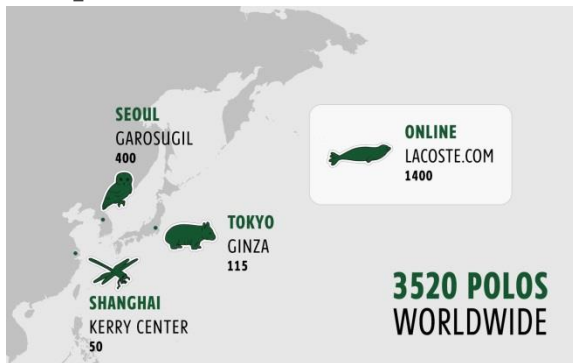 SEOUL
GAROSUGIL
400
ONLINE
LACOSTE.COM
1400
TOKYO
GINZA
115
SHANGHAI
KERRY CENTER
50
3520 POLOS
WORLDWIDE